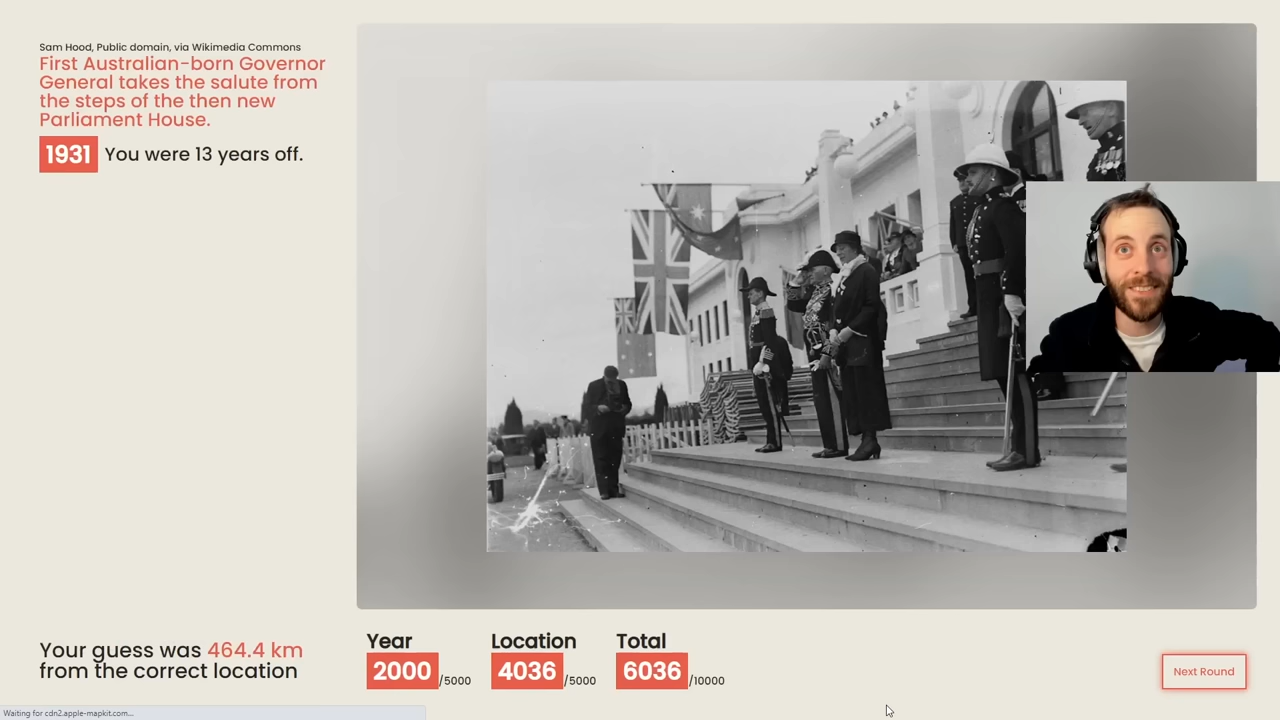 Sam Hood, Public domain, via Wikimedia Commons
First Australian-born Governor
General takes the salute from
the steps of the then new
Parliament House.
1931 You were 13 years off.
Your guess was 464.4 km
from the correct location
Year
2000/5000
Location
4036/5000
Total
6036/10000
Next Round
Waiting for cdn2.apple-mapkit.com...